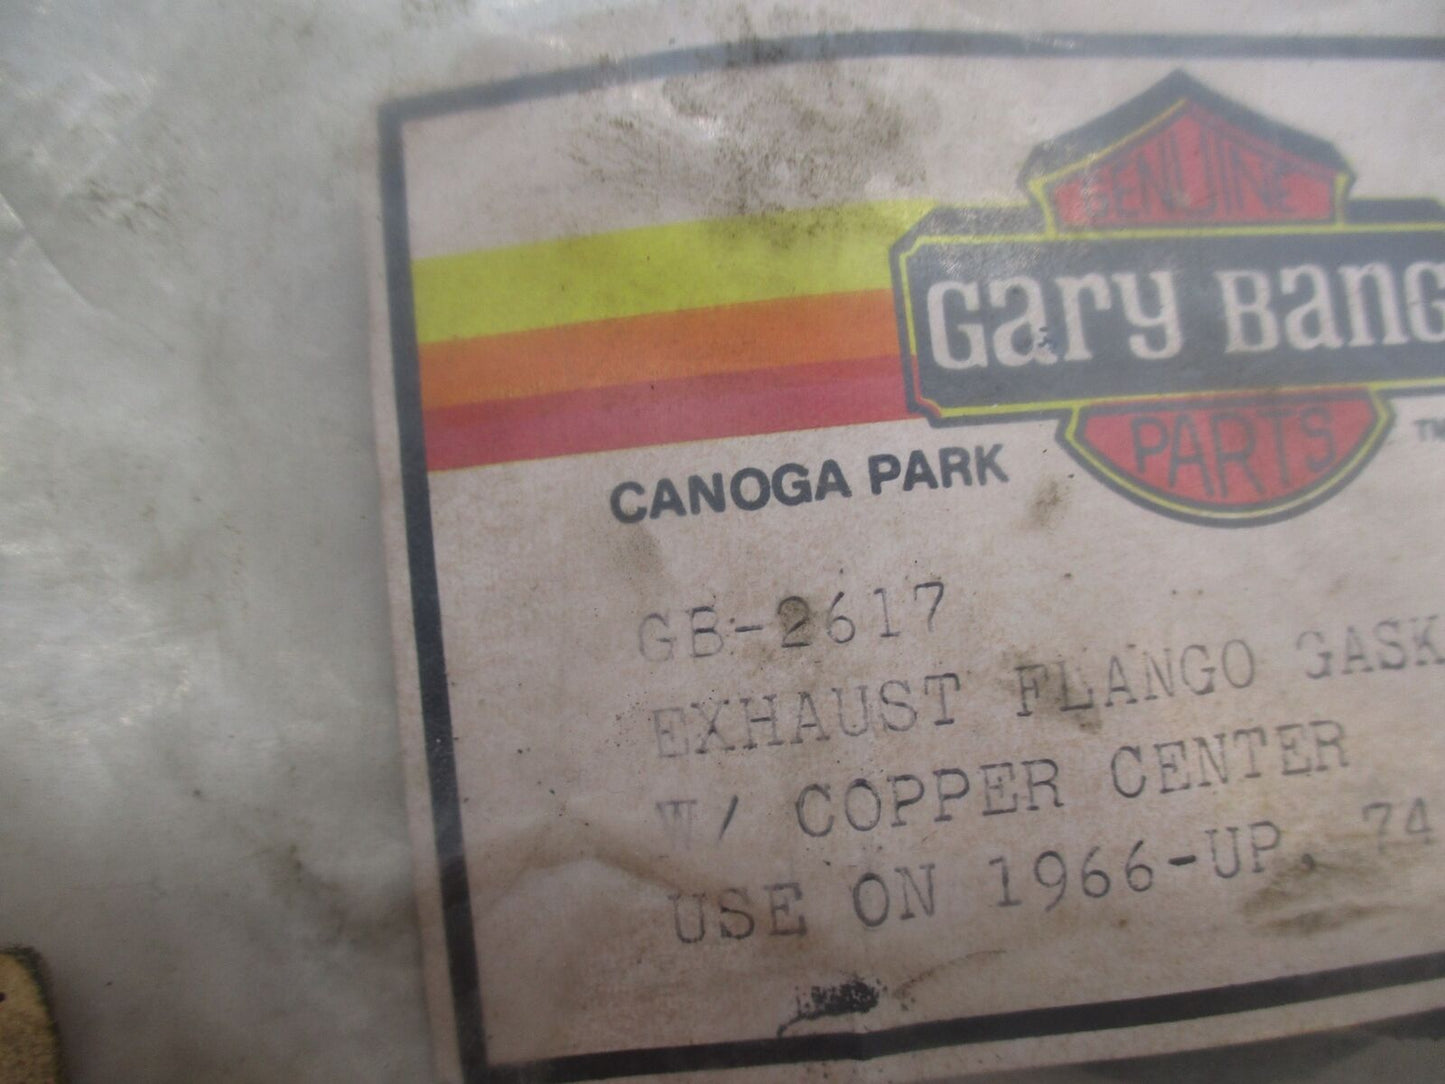 GENUINE
Gary Bang
PARTS
TM
CANOGA PARK
GB-2617
EXHAUST FLANGO GASK
W/ COPPER CENTER
USE ON 1966-UP, 74